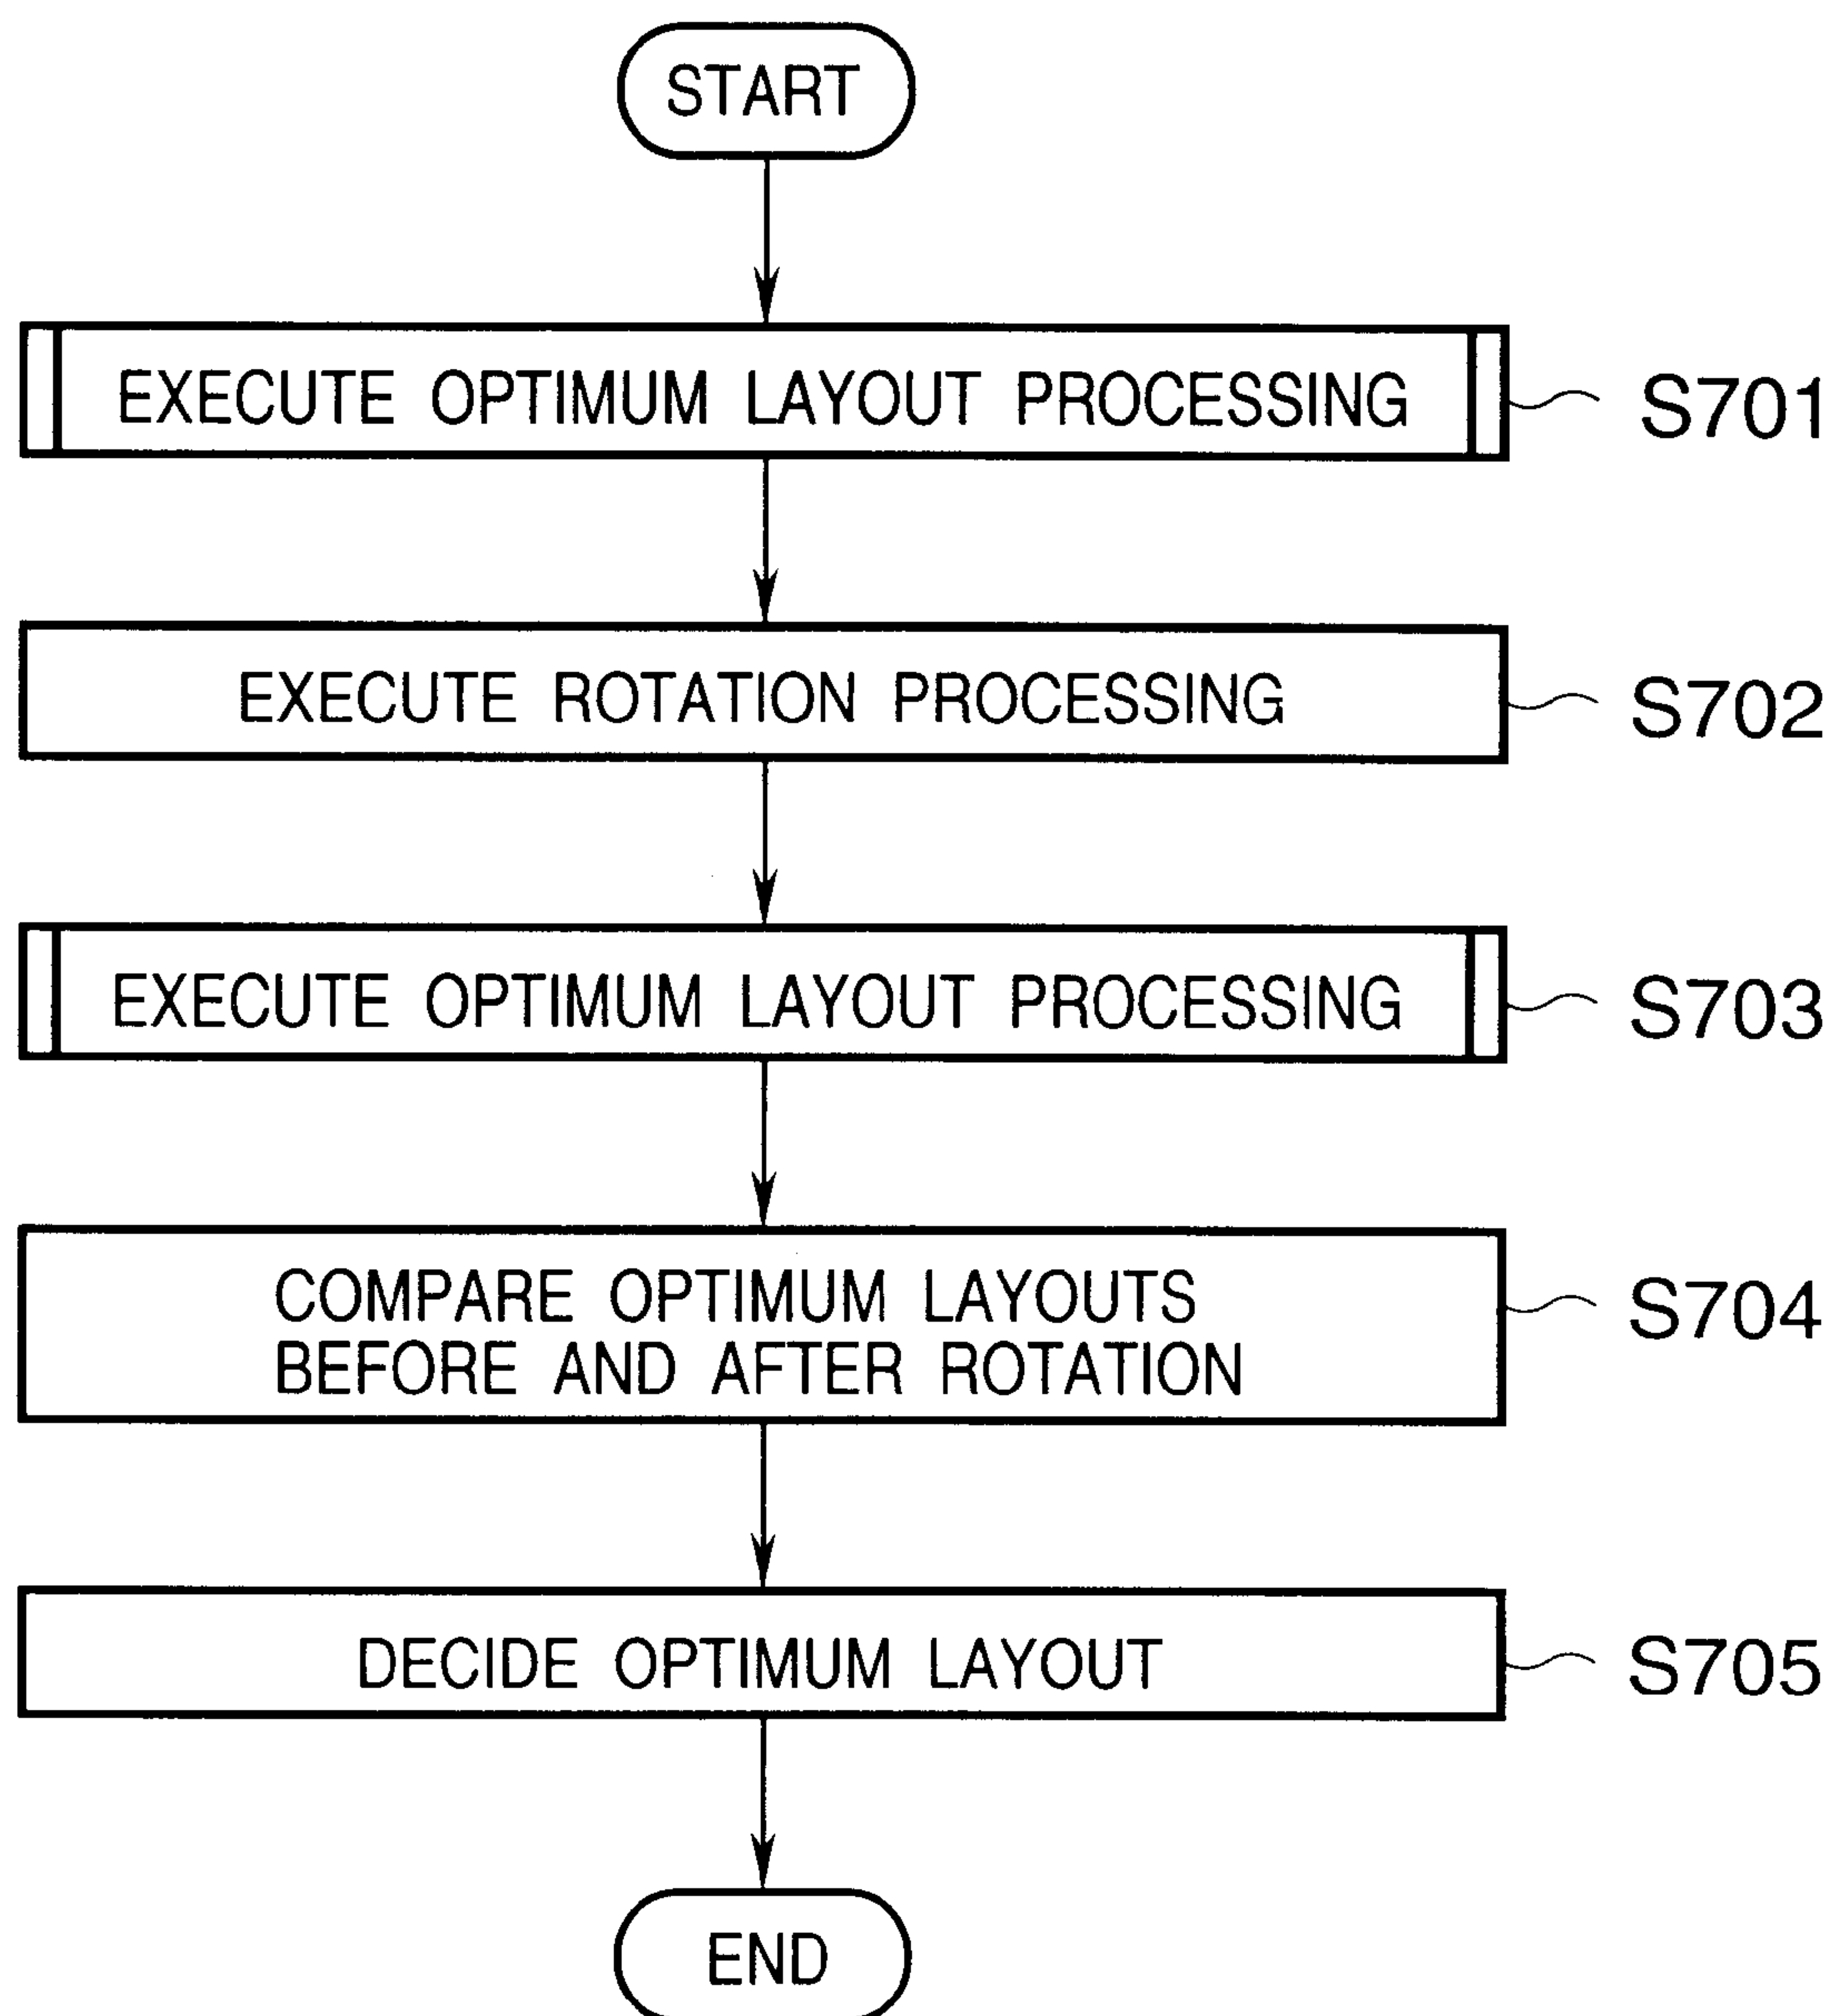 START
EXECUTE OPTIMUM LAYOUT PROCESSING
S701
EXECUTE ROTATION PROCESSING
S702
EXECUTE OPTIMUM LAYOUT PROCESSING
S703
COMPARE OPTIMUM LAYOUTS
BEFORE AND AFTER ROTATION
S704
DECIDE OPTIMUM LAYOUT
S705
END